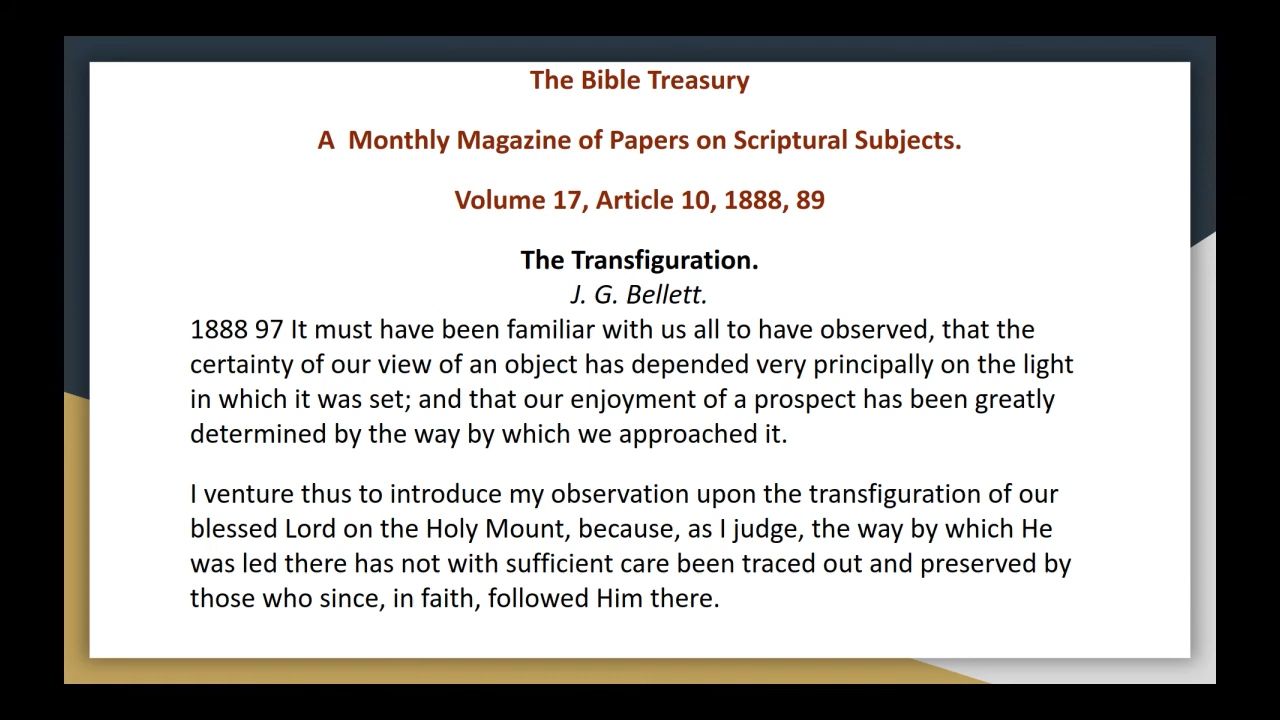 The Bible Treasury
A  Monthly Magazine of Papers on Scriptural Subjects.
Volume 17, Article 10, 1888, 89
The Transfiguration.
J. G. Bellett.
1888 97 It must have been familiar with us all to have observed, that the
certainty of our view of an object has depended very principally on the light
in which it was set; and that our enjoyment of a prospect has been greatly
determined by the way by which we approached it.
I venture thus to introduce my observation upon the transfiguration of our
blessed Lord on the Holy Mount, because, as I judge, the way by which He
was led there has not with sufficient care been traced out and preserved by
those who since, in faith, followed Him there.